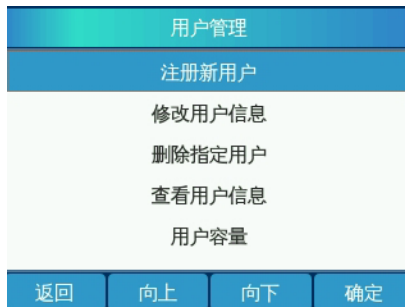 用户管理
注册新用户
修改用户信息
删除指定用户
查看用户信息
用户容量
返回 向上 向下 确定